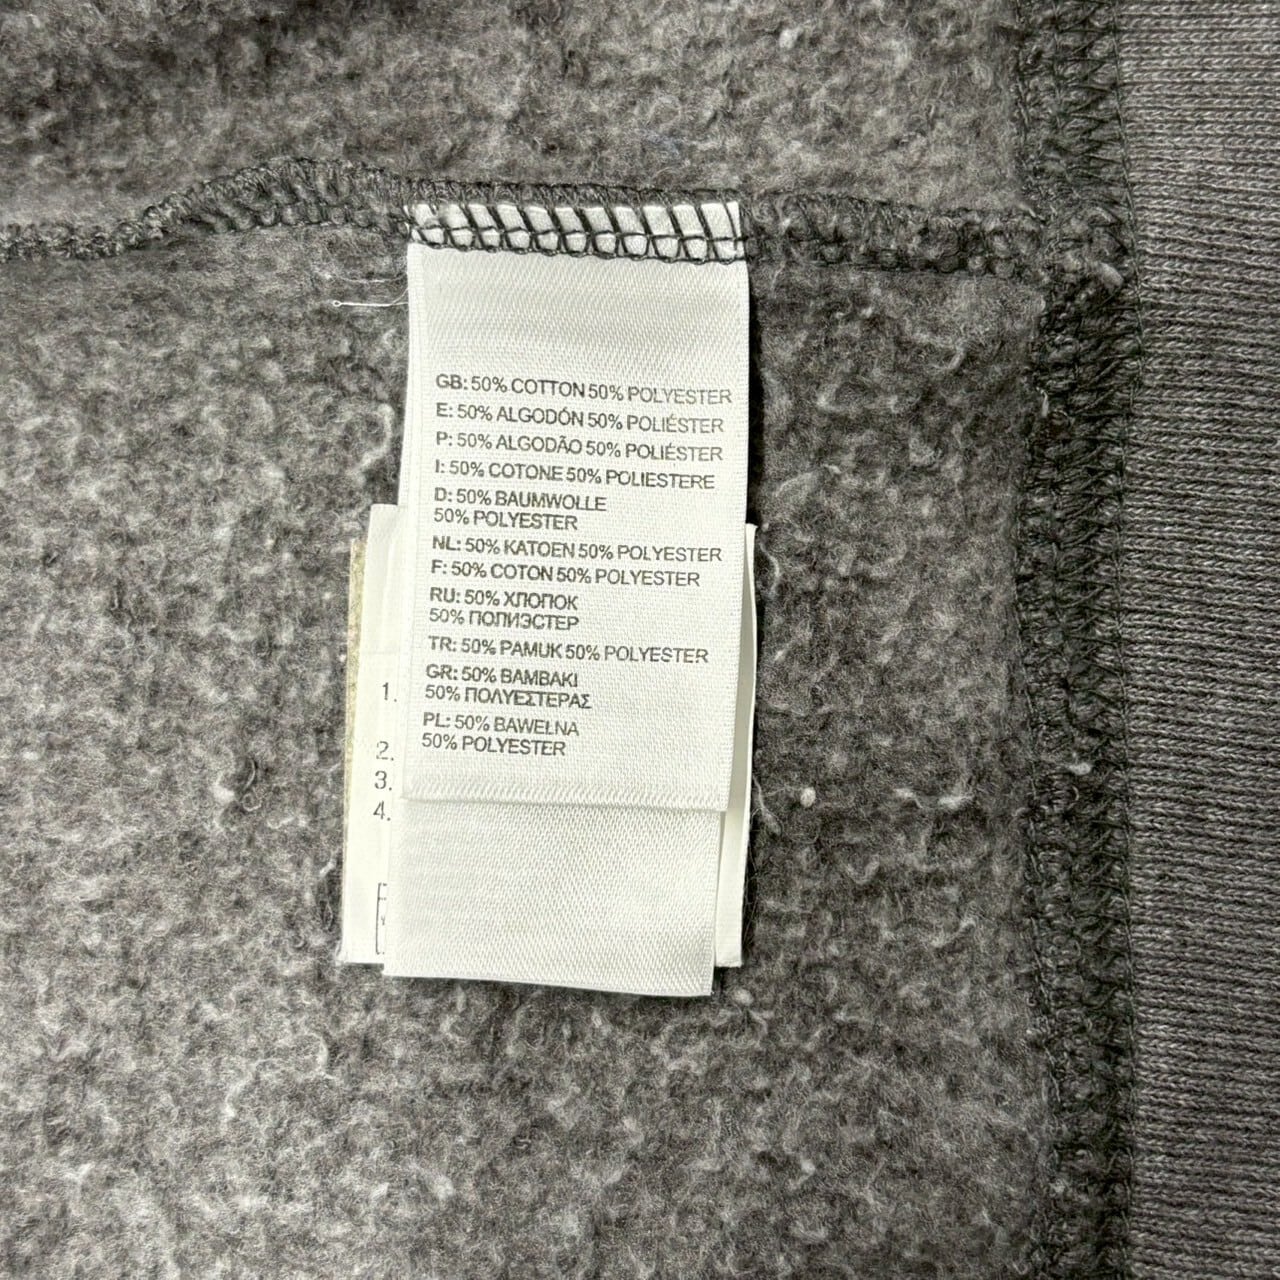 GB: 50% COTTON 50% POLYESTER
E: 50% ALGODÓN 50% POLIÉSTER
P: 50% ALGODÃO 50% POLIÉSTER
I: 50% COTONE 50% POLIESTERE
D: 50% BAUMWOLLE
50% POLYESTER
NL: 50% KATOEN 50% POLYESTER
F: 50% COTON 50% POLYESTER
RU: 50% ХЛОПОК
50% ПОЛИЭСТЕР
TR: 50% PAMUK 50% POLYESTER
GR: 50% ΒΑΜΒΑΚΙ
50% ΠΟΛΥΕΣΤΕΡΑΣ
PL: 50% BAWEŁNA
50% POLYESTER
1.
2.
3.
4.